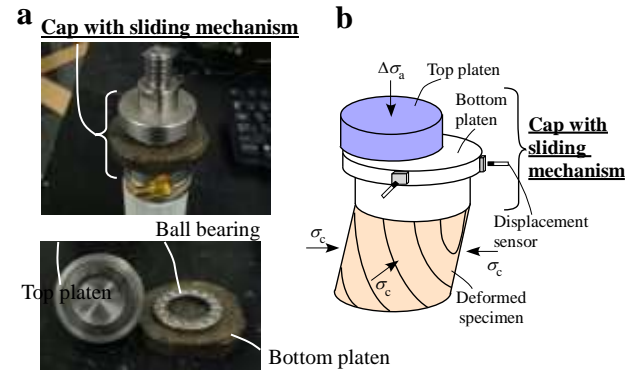 a
Cap with sliding mechanism
Ball bearing
Top platen
Bottom platen
b
Δσa
Top platen
Bottom
platen
Cap with
sliding
mechanism
Displacement
sensor
σc
σc
σc
Deformed
specimen